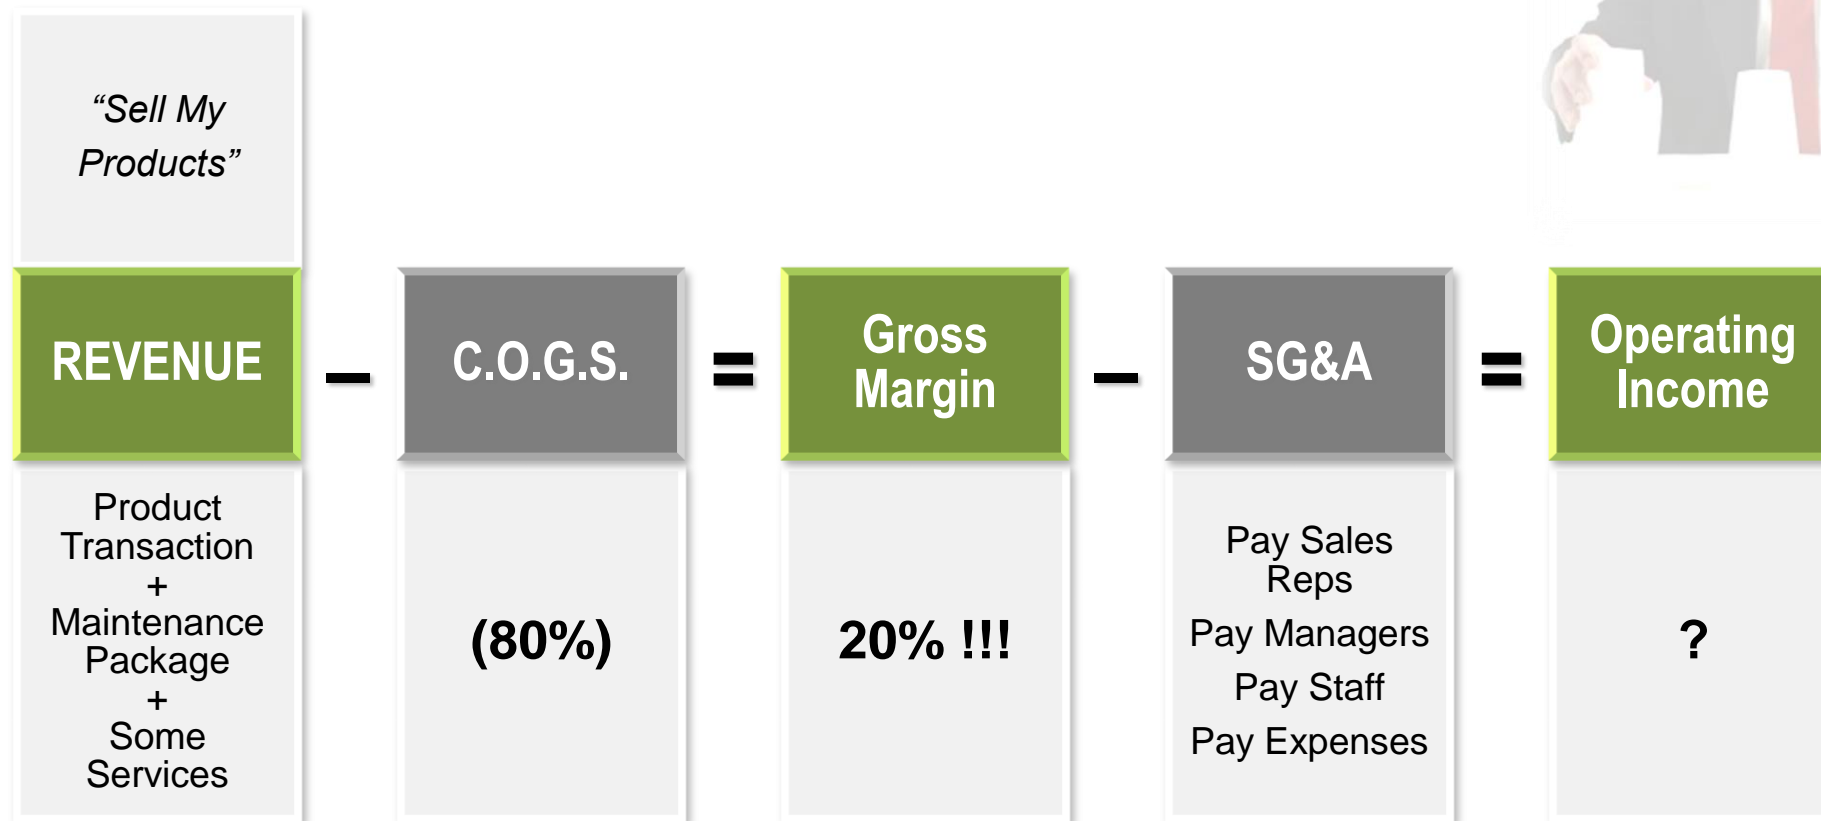 “Sell My
Products”
REVENUE
–
C.O.G.S.
=
Gross
Margin
–
SG&A
=
Operating
Income
Product
Transaction
+
Maintenance
Package
+
Some
Services
(80%)
20% !!!
Pay Sales
Reps
Pay Managers
Pay Staff
Pay Expenses
?